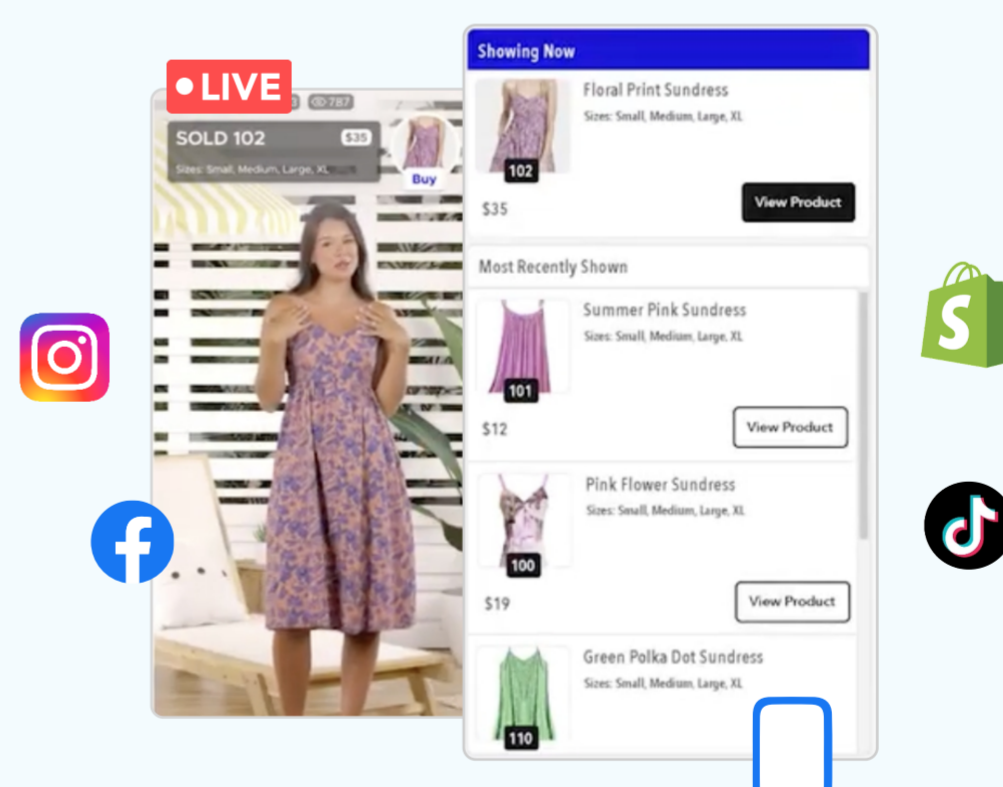 LIVE
787
SOLD 102
$35
Sizes: Small, Medium, Large, XL
Buy
Showing Now
Floral Print Sundress
Sizes: Small, Medium, Large, XL
102
$35
View Product
Most Recently Shown
Summer Pink Sundress
Sizes: Small, Medium, Large, XL
101
$12
View Product
Pink Flower Sundress
Sizes: Small, Medium, Large, XL
100
$19
View Product
Green Polka Dot Sundress
Sizes: Small, Medium, Large, XL
110